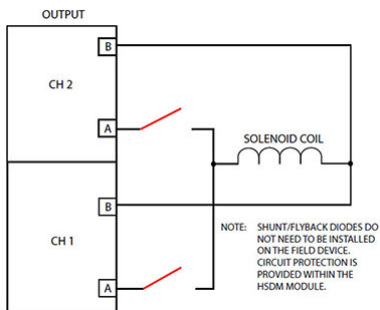 OUTPUT
B
CH 2
A
SOLENOID COIL
B
CH 1
A
NOTE: SHUNT/FLYBACK DIODES DO
NOT NEED TO BE INSTALLED
ON THE FIELD DEVICE.
CIRCUIT PROTECTION IS
PROVIDED WITHIN THE
HSDM MODULE.